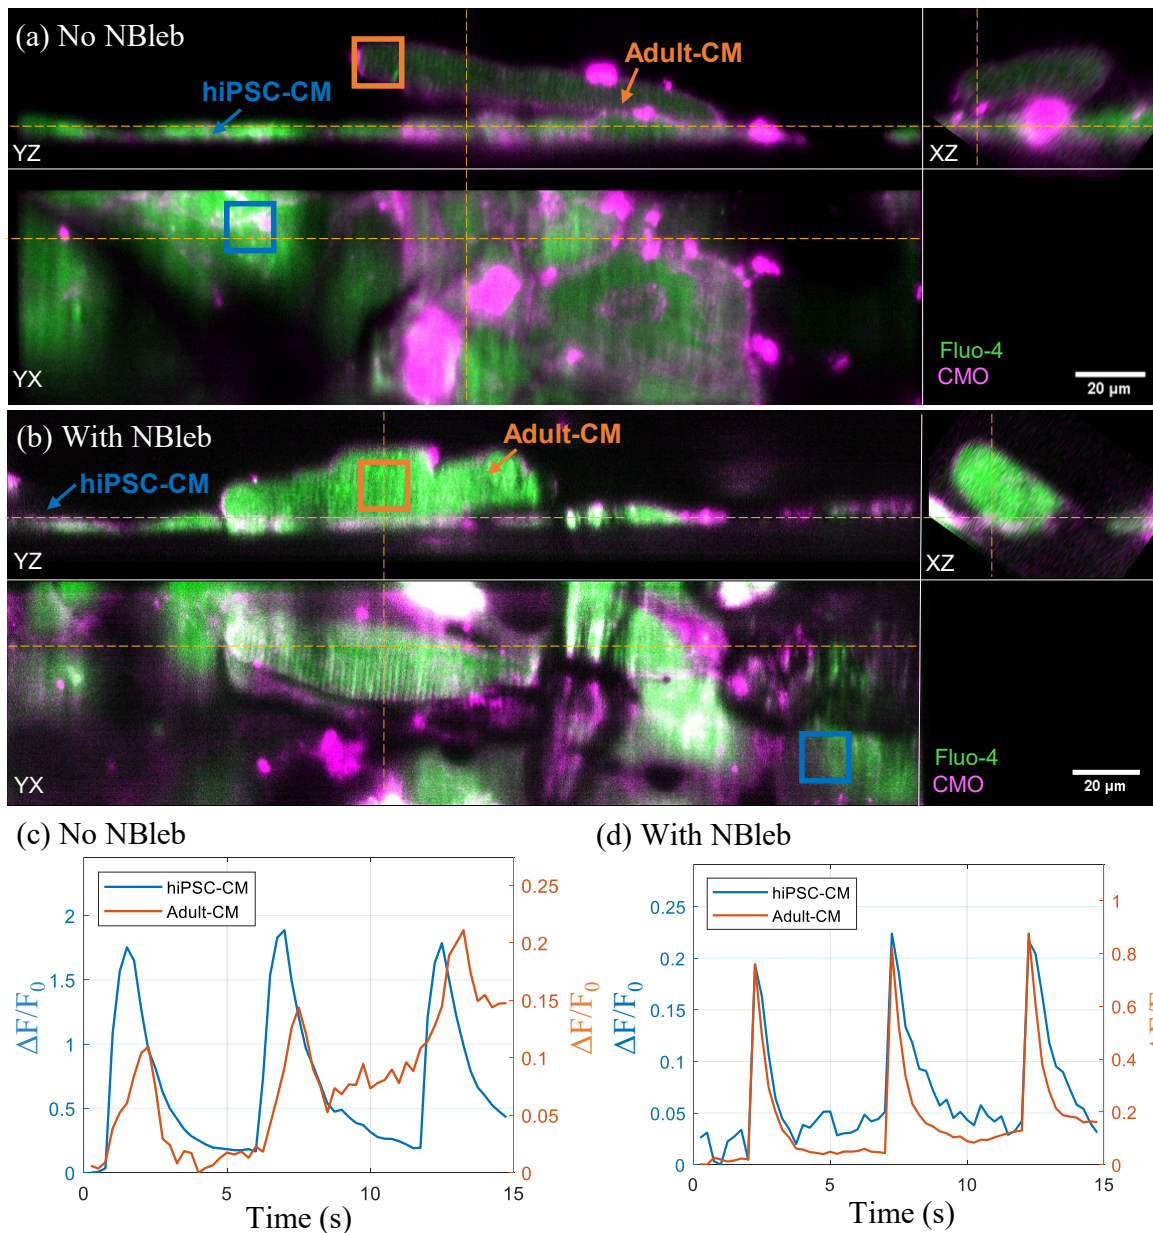 (a) No NBleb
Adult-CM
hiPSC-CM
YZ
XZ
YX
Fluo-4
CMO
20 µm
(b) With NBleb
Adult-CM
hiPSC-CM
YZ
XZ
YX
Fluo-4
CMO
20 µm
(c) No NBleb
hiPSC-CM
Adult-CM
ΔF/F0
2
1.5
1
0.5
0
0.25
0.2
0.15
0.1
0.05
0
ΔF/F0
0 5 10 15
Time (s)
(d) With NBleb
hiPSC-CM
Adult-CM
ΔF/F0
0.25
0.2
0.15
0.1
0.05
0
1
0.8
0.6
0.4
0.2
0
0 5 10 15
Time (s)